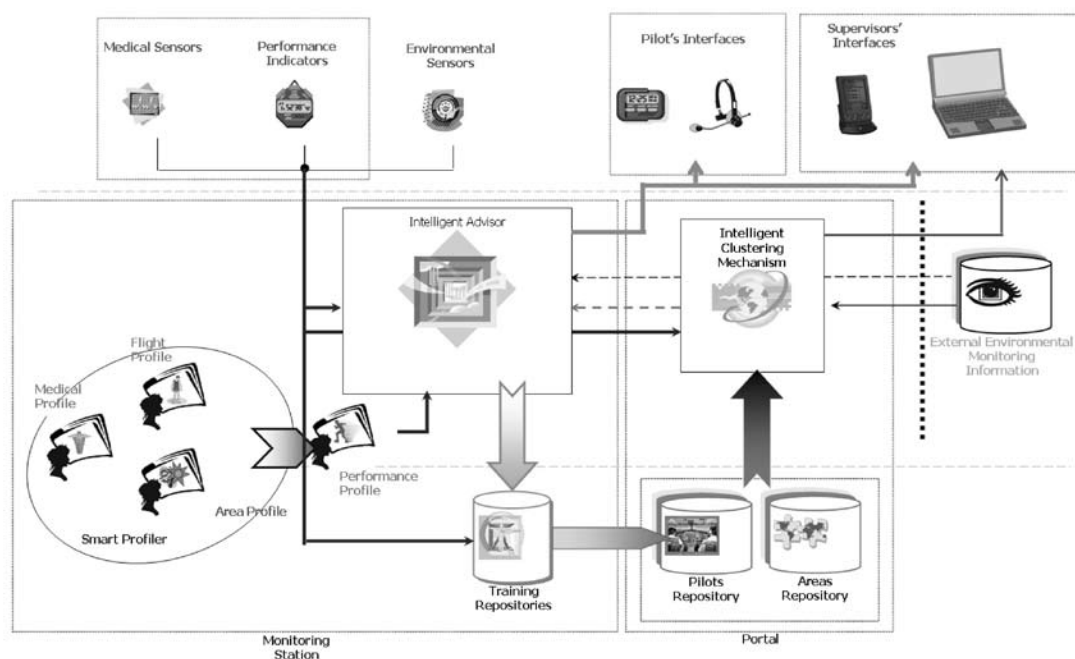 Medical Sensors
Performance
Indicators
Environmental
Sensors
Pilot's Interfaces
Supervisors'
Interfaces
12:25
Intelligent Advisor
Intelligent
Clustering
Mechanism
External Environmental
Monitoring
Information
Flight
Profile
Medical
Profile
Area Profile
Smart Profiler
Performance
Profile
Training
Repositories
Pilots
Repository
Areas
Repository
Monitoring
Station
Portal